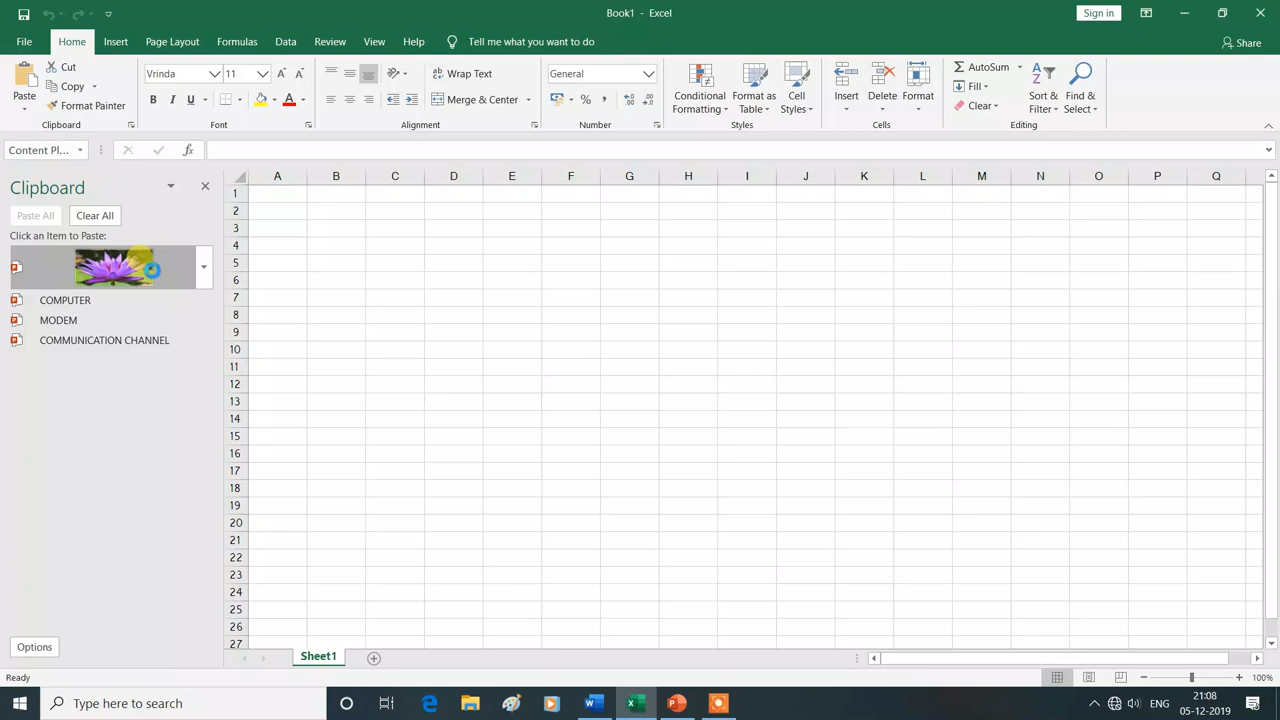 Book1 - Excel
Sign in
File Home Insert Page Layout Formulas Data Review View Help Tell me what you want to do Share
Paste
Cut
Copy
Format Painter
Clipboard
Vrinda 11
B I U A
Font
Wrap Text
Merge & Center
Alignment
General
%
Number
Conditional Formatting
Format as Table
Cell Styles
Styles
Insert Delete Format
Cells
AutoSum
Fill
Clear
Sort & Filter
Find & Select
Editing
Content Pl...
fx
Clipboard
Paste All Clear All
Click an Item to Paste:
COMPUTER
MODEM
COMMUNICATION CHANNEL
Options
A B C D E F G H I J K L M N O P Q
1
2
3
4
5
6
7
8
9
10
11
12
13
14
15
16
17
18
19
20
21
22
23
24
25
26
27
Sheet1
Ready
100%
Type here to search
ENG
21:08
05-12-2019